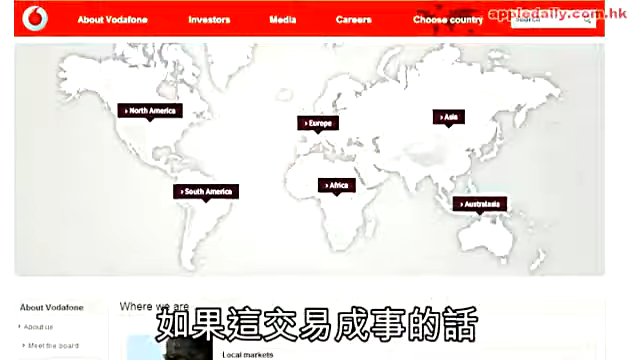 About Vodafone
Investors
Media
Careers
Choose country
appledaily.com.hk
Search
› North America
› Europe
› Asia
› South America
› Africa
› Australasia
About Vodafone
› About us
› Meet the board
Where we are
Local markets
如果這交易成事的話